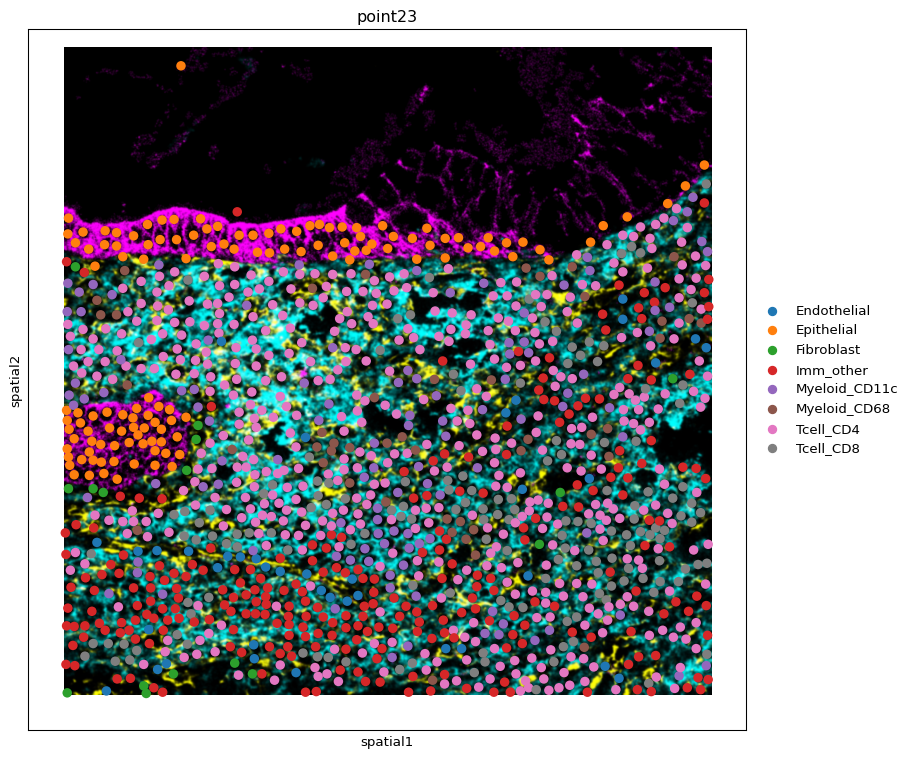 point23
spatial2
spatial1
Endothelial
Epithelial
Fibroblast
Imm_other
Myeloid_CD11c
Myeloid_CD68
Tcell_CD4
Tcell_CD8